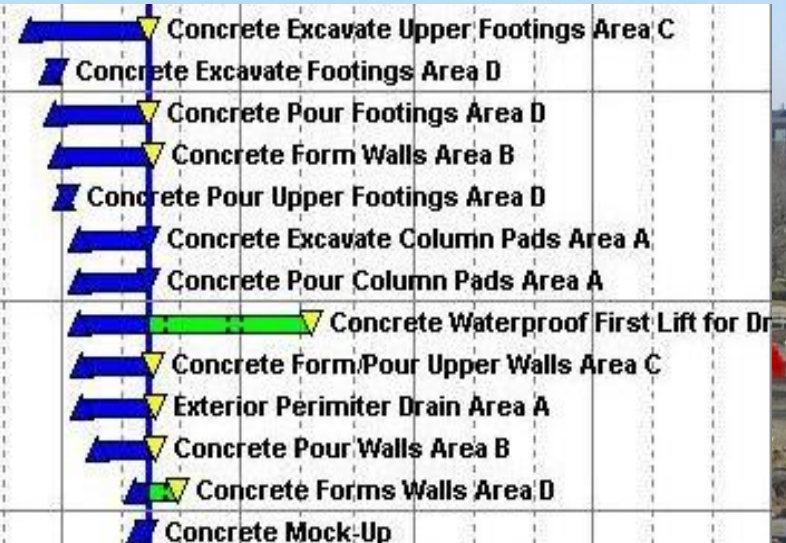 Concrete Excavate Upper Footings Area C
Concrete Excavate Footings Area D
Concrete Pour Footings Area D
Concrete Form Walls Area B
Concrete Pour Upper Footings Area D
Concrete Excavate Column Pads Area A
Concrete Pour Column Pads Area A
Concrete Waterproof First Lift for Dr
Concrete Form/Pour Upper Walls Area C
Exterior Perimiter Drain Area A
Concrete Pour Walls Area B
Concrete Forms Walls Area D
Concrete Mock-Up